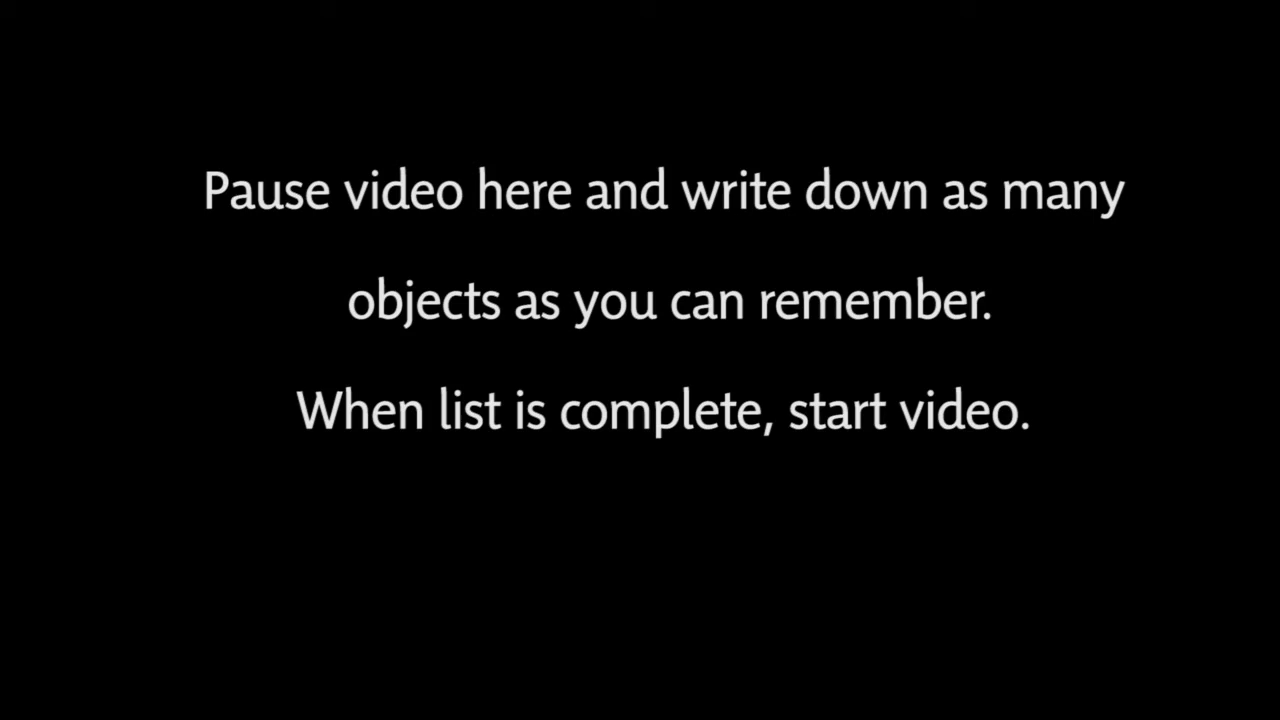 Pause video here and write down as many
objects as you can remember.
When list is complete, start video.